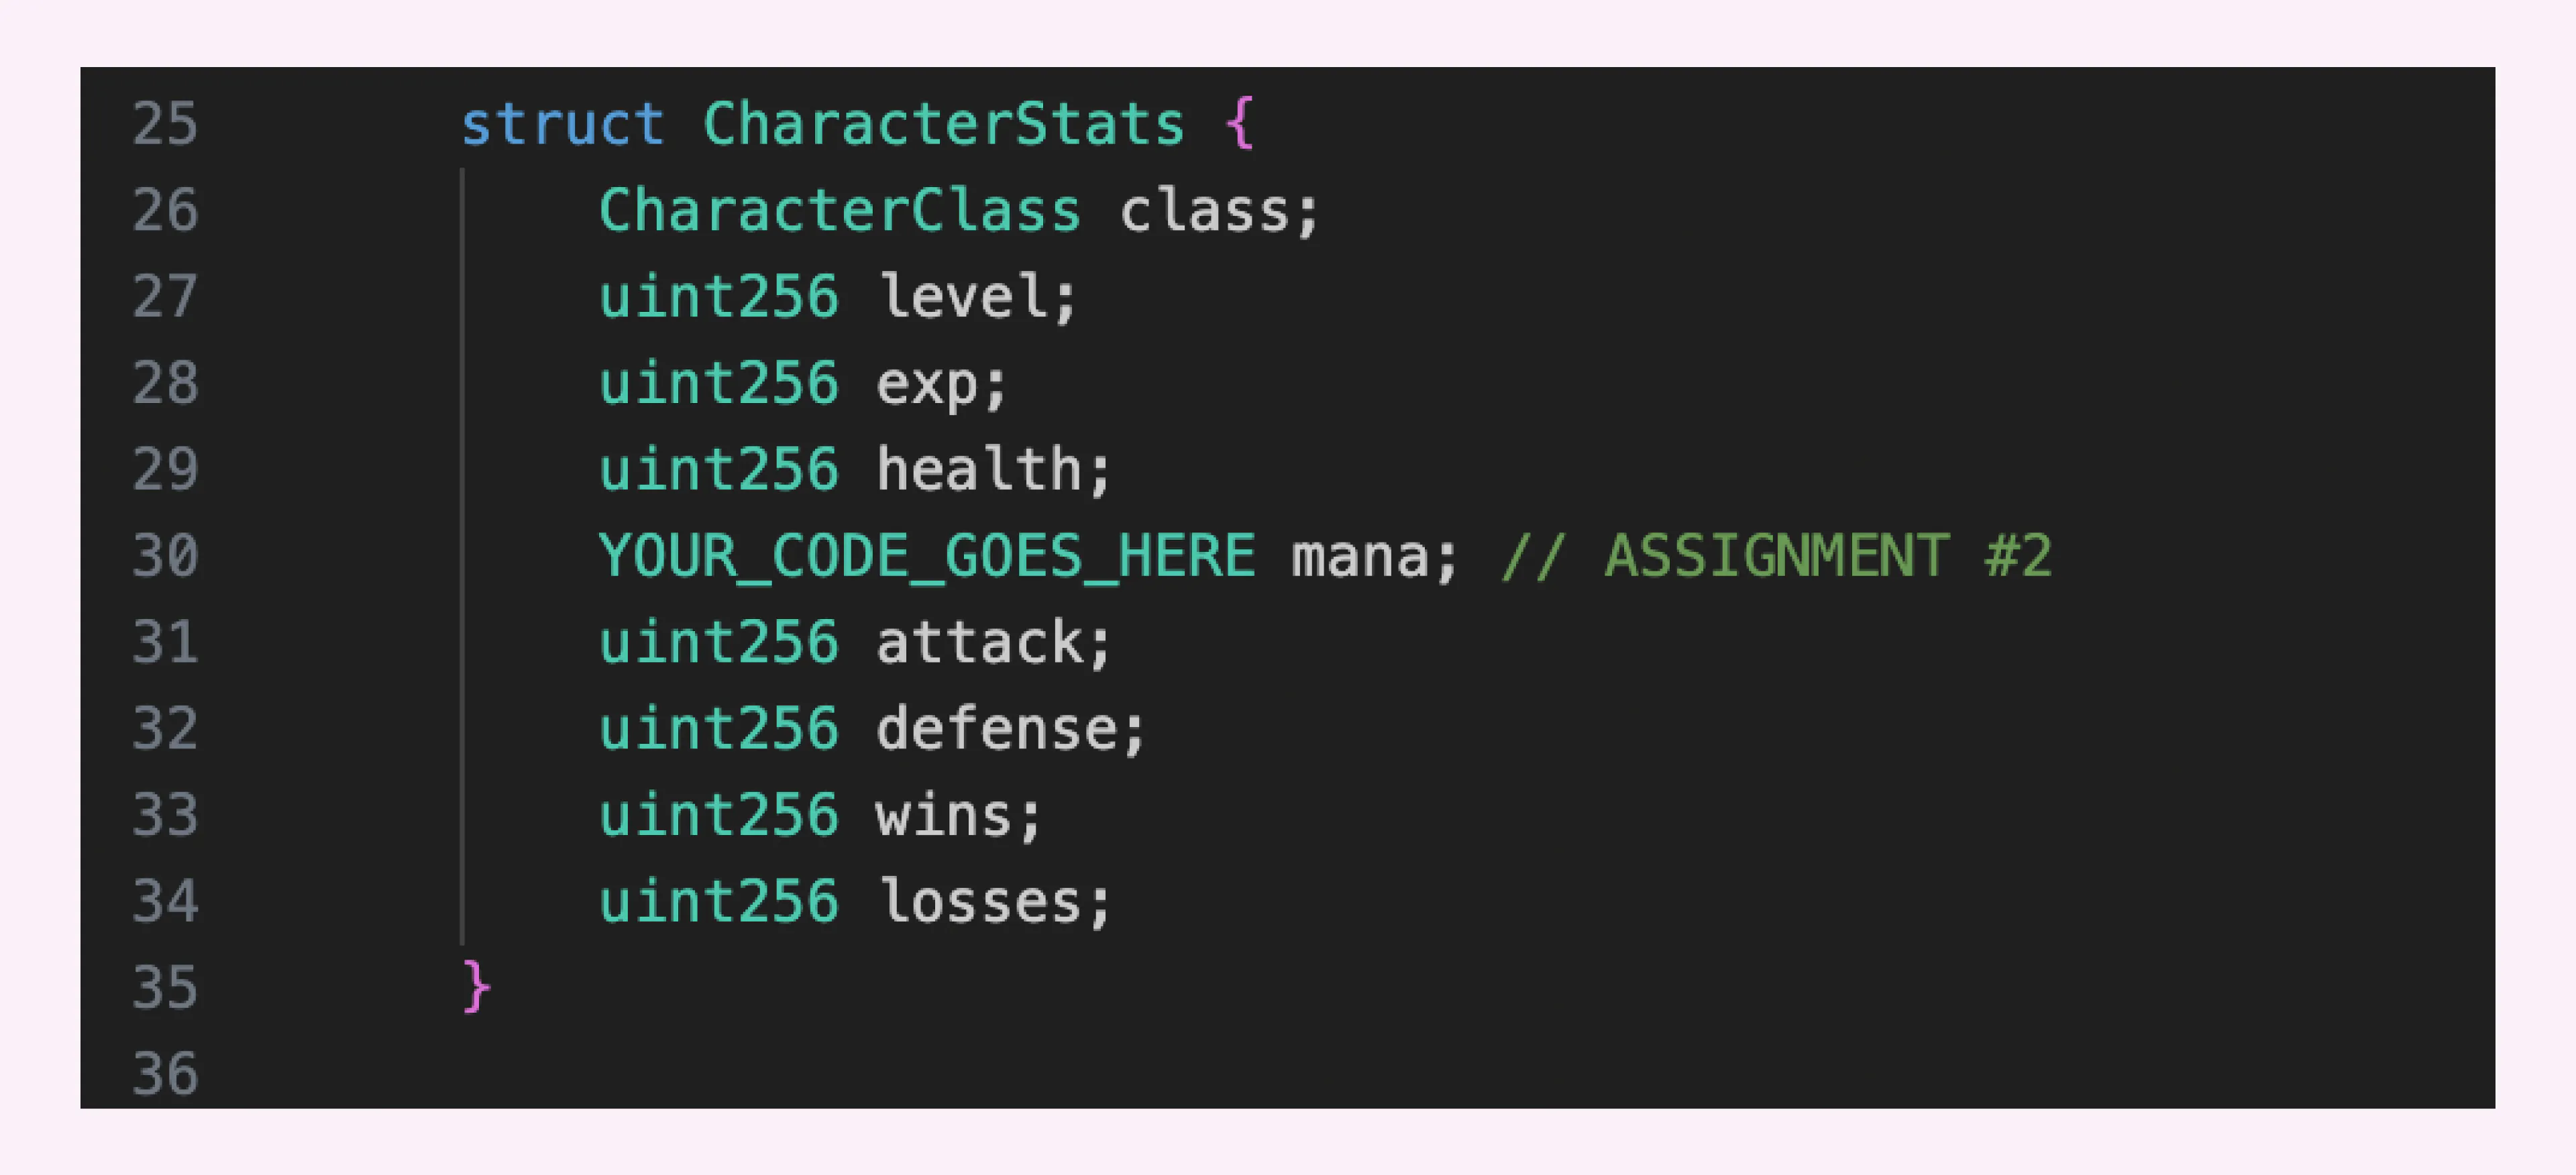 25 struct CharacterStats {
26 CharacterClass class;
27 uint256 level;
28 uint256 exp;
29 uint256 health;
30 YOUR_CODE_GOES_HERE mana; // ASSIGNMENT #2
31 uint256 attack;
32 uint256 defense;
33 uint256 wins;
34 uint256 losses;
35 }
36